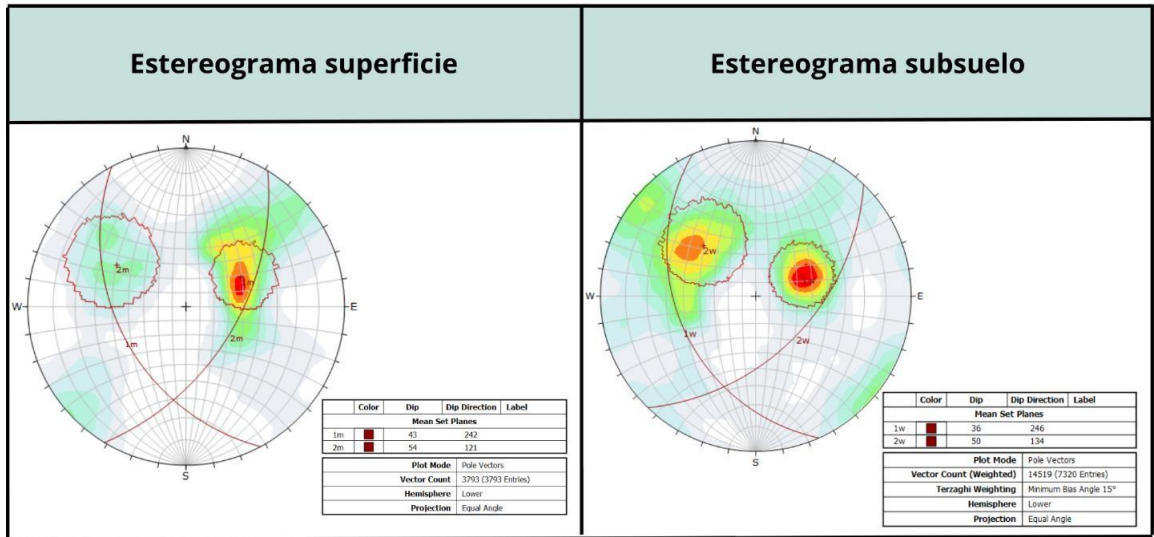 Estereograma superficie
Estereograma subsuelo
N
2m
1m
W
E
1m
2m
S
Color Dip Dip Direction Label
Mean Set Planes
1m 43 242
2m 54 121
Plot Mode Pole Vectors
Vector Count 3793 (3793 Entries)
Hemisphere Lower
Projection Equal Angle
N
2w
W
E
1w
2w
S
Color Dip Dip Direction Label
Mean Set Planes
1w 36 246
2w 50 134
Plot Mode Pole Vectors
Vector Count (Weighted) 14519 (7320 Entries)
Terzaghi Weighting Minimum Bias Angle 15°
Hemisphere Lower
Projection Equal Angle